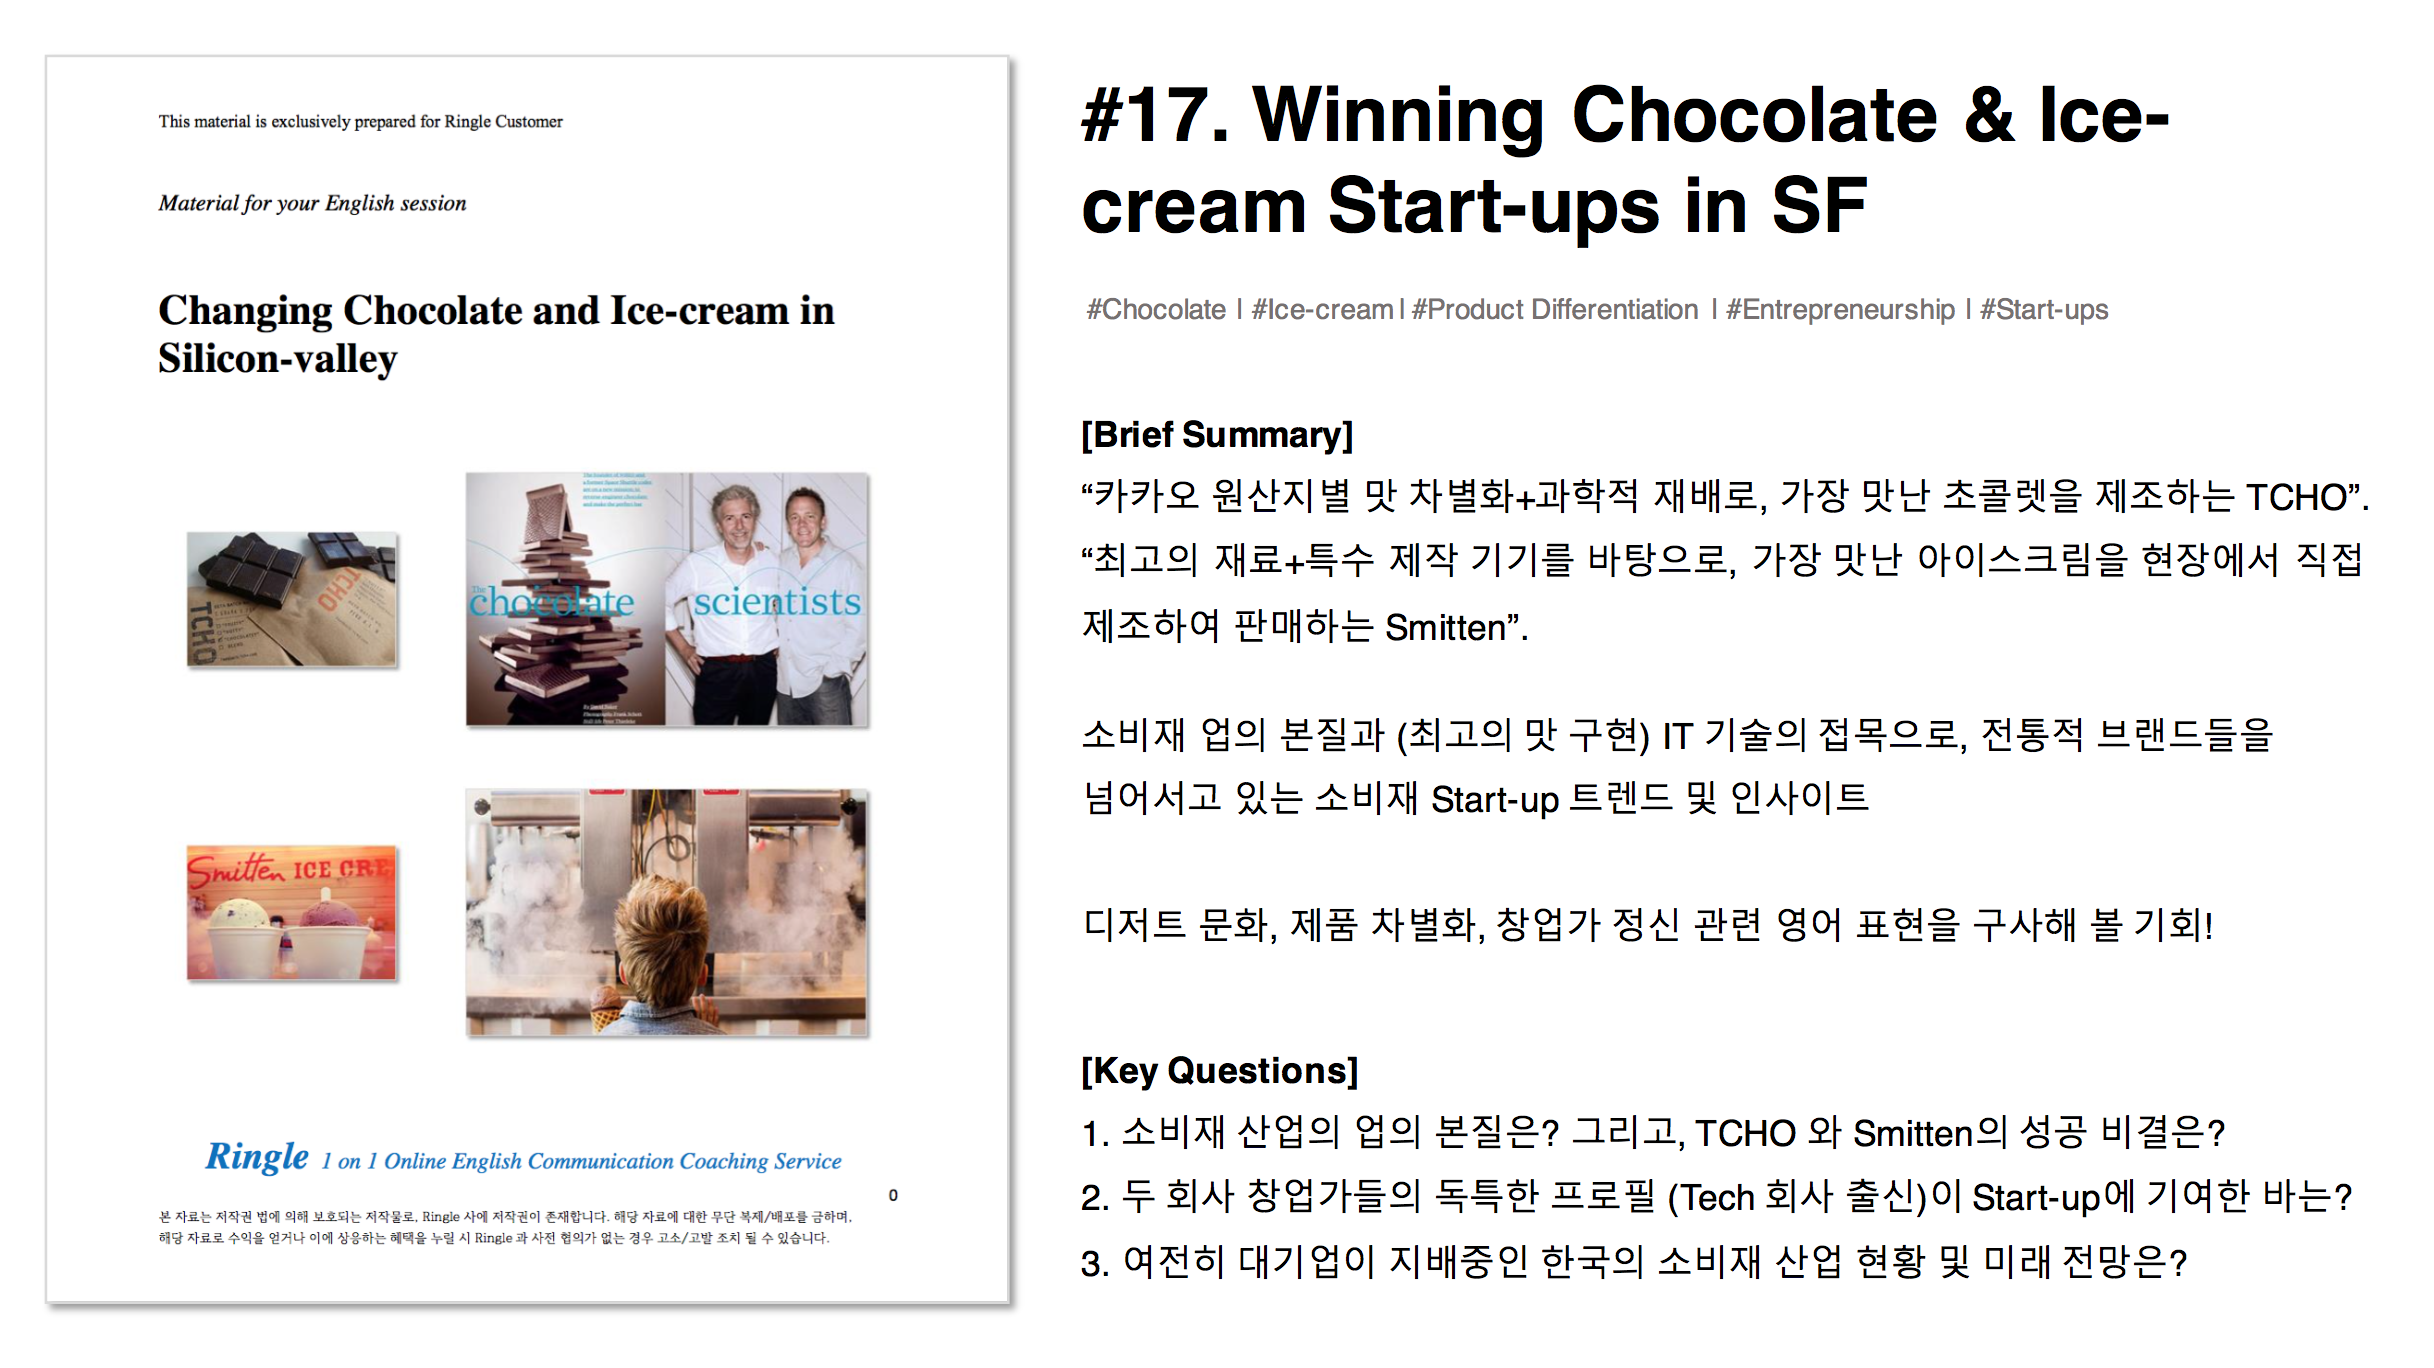 This material is exclusively prepared for Ringle Customer
Material for your English session
Changing Chocolate and Ice-cream in
Silicon-valley
TCHO
TCHO
The
chocolate scientists
Smitten ICE CRE
Ringle 1 on 1 Online English Communication Coaching Service
0
본 자료는 저작권 법에 의해 보호되는 저작물로, Ringle 사에 저작권이 존재합니다. 해당 자료에 대한 무단 복제/배포를 금하며,
해당 자료로 수익을 얻거나 이에 상응하는 혜택을 누릴 시 Ringle 과 사전 협의가 없는 경우 고소/고발 조치 될 수 있습니다.
#17. Winning Chocolate & Ice-
cream Start-ups in SF
#Chocolate | #Ice-cream | #Product Differentiation | #Entrepreneurship | #Start-ups
[Brief Summary]
“카카오 원산지별 맛 차별화+과학적 재배로, 가장 맛난 초콜렛을 제조하는 TCHO”.
“최고의 재료+특수 제작 기기를 바탕으로, 가장 맛난 아이스크림을 현장에서 직접
제조하여 판매하는 Smitten”.
소비재 업의 본질과 (최고의 맛 구현) IT 기술의 접목으로, 전통적 브랜드들을
넘어서고 있는 소비재 Start-up 트렌드 및 인사이트
디저트 문화, 제품 차별화, 창업가 정신 관련 영어 표현을 구사해 볼 기회!
[Key Questions]
1. 소비재 산업의 업의 본질은? 그리고, TCHO 와 Smitten의 성공 비결은?
2. 두 회사 창업가들의 독특한 프로필 (Tech 회사 출신)이 Start-up에 기여한 바는?
3. 여전히 대기업이 지배중인 한국의 소비재 산업 현황 및 미래 전망은?